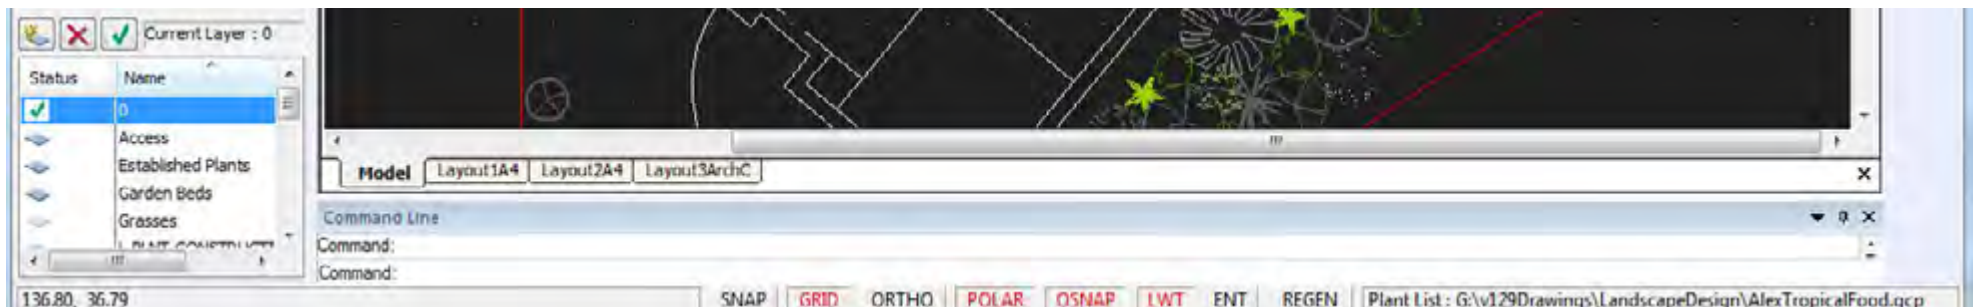 Current Layer : 0
Status Name
0
Access
Established Plants
Garden Beds
Grasses
Model Layout1A4 Layout2A4 Layout3ArchC
Command Line
Command:
Command:
136.80, 36.79 SNAP GRID ORTHO POLAR OSNAP LWT ENT REGEN Plant List : G:\v129Drawings\LandscapeDesign\AlexTropicalFood.gcp